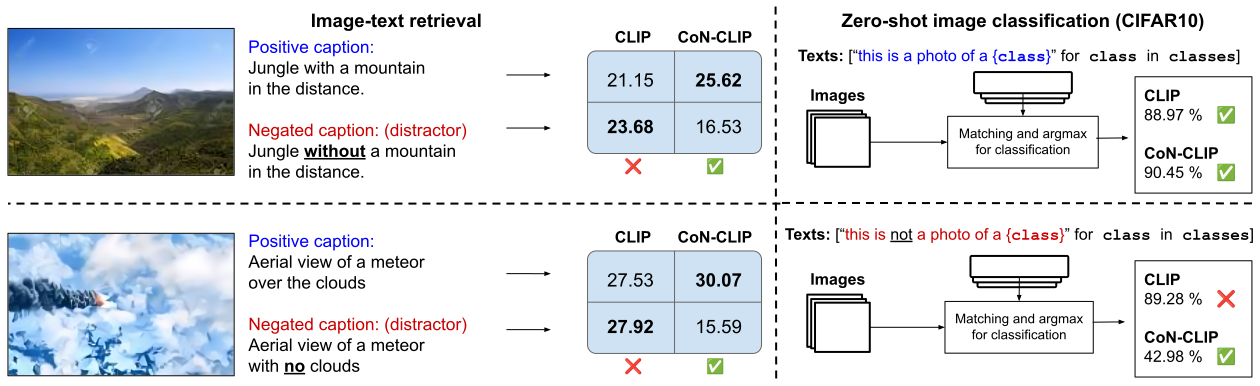 Image-text retrieval
CLIP CoN-CLIP
Positive caption:
Jungle with a mountain
in the distance.
21.15 25.62
Negated caption: (distractor)
Jungle without a mountain
in the distance.
23.68 16.53
CLIP CoN-CLIP
Positive caption:
Aerial view of a meteor
over the clouds
27.53 30.07
Negated caption: (distractor)
Aerial view of a meteor
with no clouds
27.92 15.59
Zero-shot image classification (CIFAR10)
Texts: [“this is a photo of a {class}” for class in classes]
Images
Matching and argmax
for classification
CLIP
88.97 %
CoN-CLIP
90.45 %
Texts: [“this is not a photo of a {class}” for class in classes]
Images
Matching and argmax
for classification
CLIP
89.28 %
CoN-CLIP
42.98 %